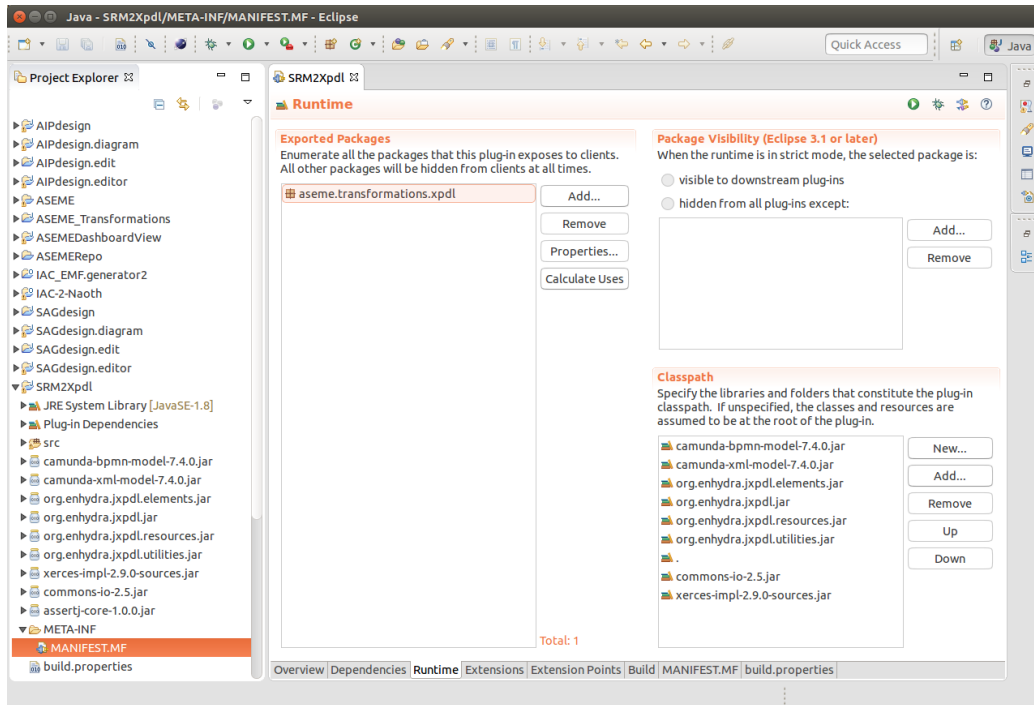 Java - SRM2Xpdl/META-INF/MANIFEST.MF - Eclipse
Quick Access
Java
Project Explorer
AIPdesign
AIPdesign.diagram
AIPdesign.edit
AIPdesign.editor
ASEME
ASEME_Transformations
ASEMEDashboardView
ASEMERepo
IAC_EMF.generator2
IAC-2-Naoth
SAGdesign
SAGdesign.diagram
SAGdesign.edit
SAGdesign.editor
SRM2Xpdl
JRE System Library [JavaSE-1.8]
Plug-in Dependencies
src
camunda-bpmn-model-7.4.0.jar
camunda-xml-model-7.4.0.jar
org.enhydra.jxpdl.elements.jar
org.enhydra.jxpdl.jar
org.enhydra.jxpdl.resources.jar
org.enhydra.jxpdl.utilities.jar
xerces-impl-2.9.0-sources.jar
commons-io-2.5.jar
assertj-core-1.0.0.jar
META-INF
MANIFEST.MF
build.properties
SRM2Xpdl
Runtime
Exported Packages
Enumerate all the packages that this plug-in exposes to clients.
All other packages will be hidden from clients at all times.
aseme.transformations.xpdl
Add...
Remove
Properties...
Calculate Uses
Total: 1
Package Visibility (Eclipse 3.1 or later)
When the runtime is in strict mode, the selected package is:
visible to downstream plug-ins
hidden from all plug-ins except:
Add...
Remove
Classpath
Specify the libraries and folders that constitute the plug-in
classpath. If unspecified, the classes and resources are
assumed to be at the root of the plug-in.
camunda-bpmn-model-7.4.0.jar
camunda-xml-model-7.4.0.jar
org.enhydra.jxpdl.elements.jar
org.enhydra.jxpdl.jar
org.enhydra.jxpdl.resources.jar
org.enhydra.jxpdl.utilities.jar
.
commons-io-2.5.jar
xerces-impl-2.9.0-sources.jar
New...
Add...
Remove
Up
Down
Overview Dependencies Runtime Extensions Extension Points Build MANIFEST.MF build.properties